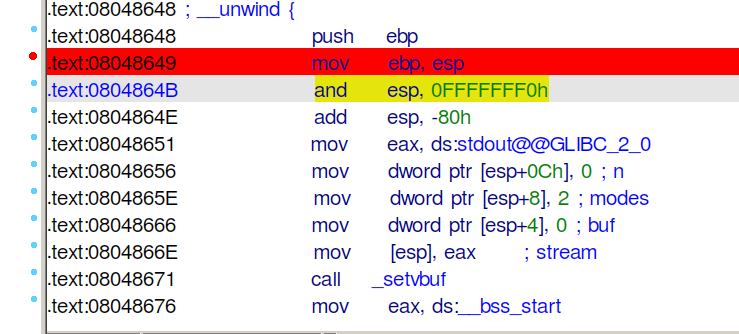 .text:08048648 ; __unwind {
.text:08048648 push ebp
.text:08048649 mov ebp, esp
.text:0804864B and esp, 0FFFFFFF0h
.text:0804864E add esp, -80h
.text:08048651 mov eax, ds:stdout@@GLIBC_2_0
.text:08048656 mov dword ptr [esp+0Ch], 0 ; n
.text:0804865E mov dword ptr [esp+8], 2 ; modes
.text:08048666 mov dword ptr [esp+4], 0 ; buf
.text:0804866E mov [esp], eax ; stream
.text:08048671 call _setvbuf
.text:08048676 mov eax, ds:__bss_start